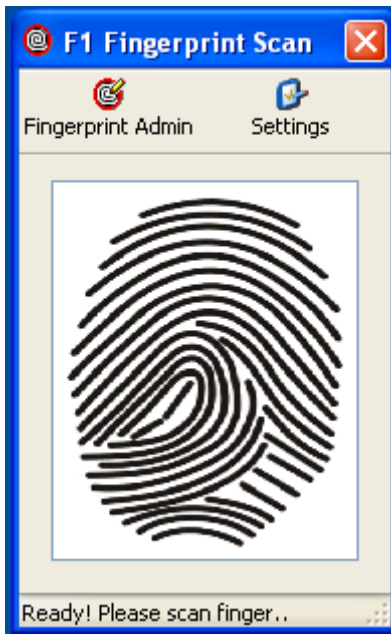 F1 Fingerprint Scan
Fingerprint Admin Settings
Ready! Please scan finger..